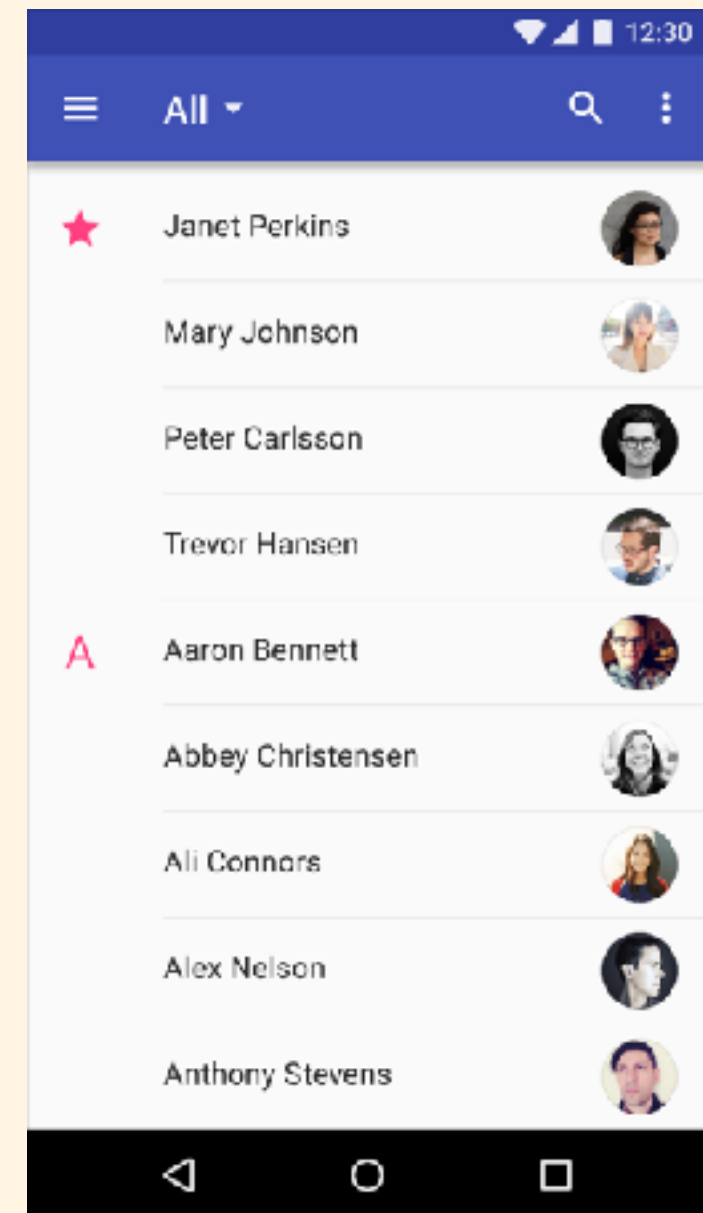 12:30
All
Janet Perkins
Mary Johnson
Peter Carlsson
Trevor Hansen
A Aaron Bennett
Abbey Christensen
Ali Connors
Alex Nelson
Anthony Stevens